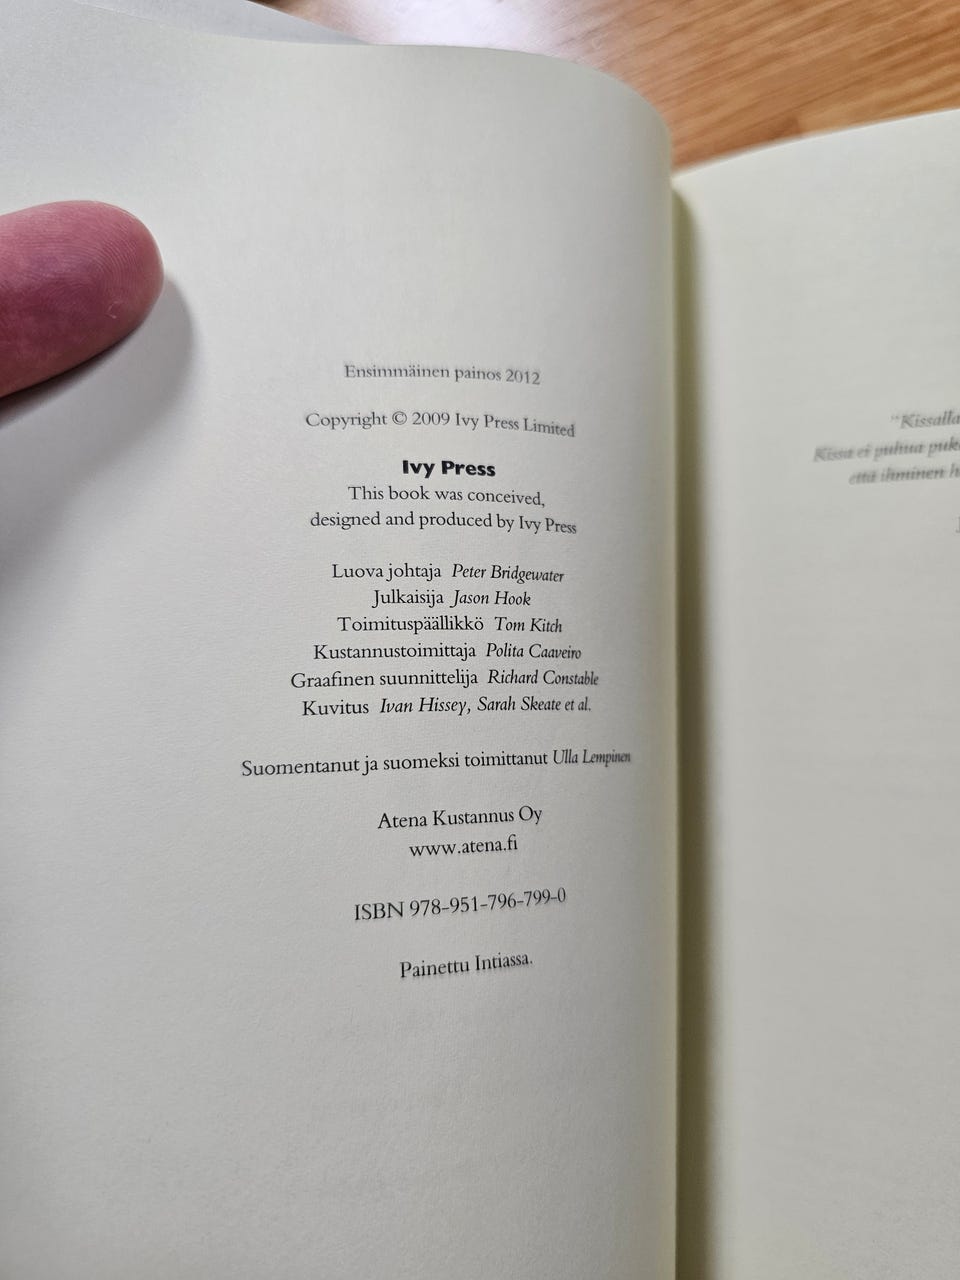 Ensimmäinen painos 2012
Copyright © 2009 Ivy Press Limited
Ivy Press
This book was conceived,
designed and produced by Ivy Press
Luova johtaja Peter Bridgewater
Julkaisija Jason Hook
Toimituspäällikkö Tom Kitch
Kustannustoimittaja Polita Caaveiro
Graafinen suunnittelija Richard Constable
Kuvitus Ivan Hissey, Sarah Skeate et al.
Suomentanut ja suomeksi toimittanut Ulla Lempinen
Atena Kustannus Oy
www.atena.fi
ISBN 978-951-796-799-0
Painettu Intiassa.
"Kissalla
Kissa ei puhua
että ihminen